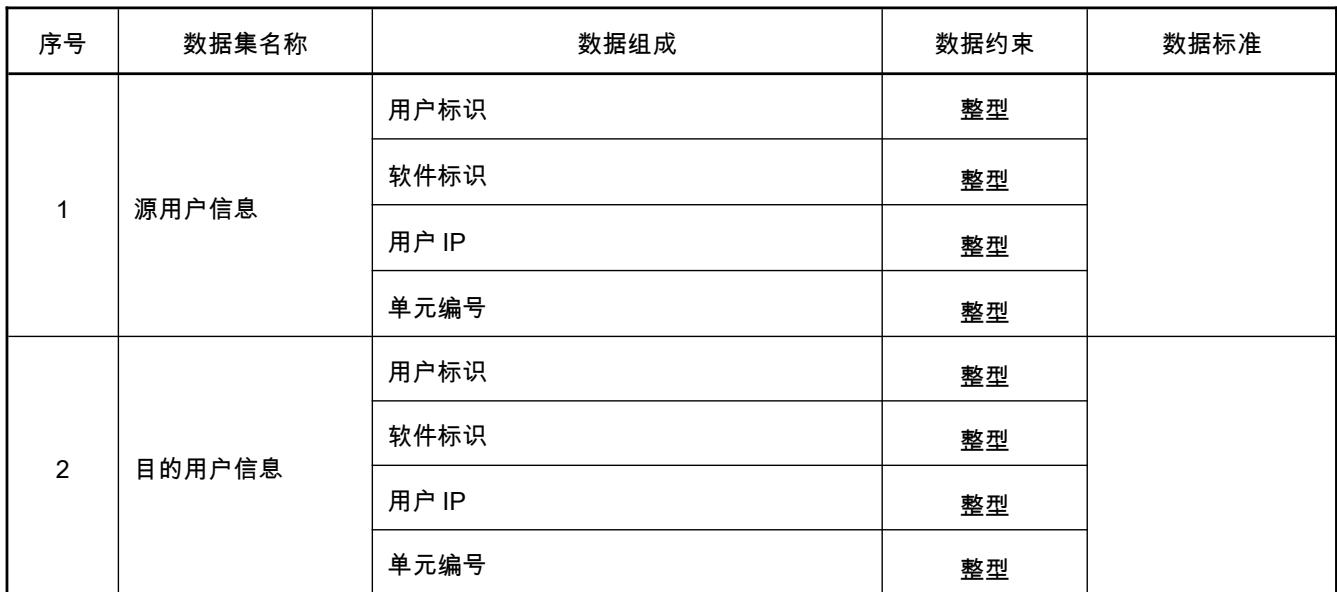 序号 数据集名称 数据组成 数据约束 数据标准
用户标识 整型
软件标识 整型
1 源用户信息
用户 IP 整型
单元编号 整型
用户标识 整型
软件标识 整型
2 目的用户信息
用户 IP 整型
单元编号 整型